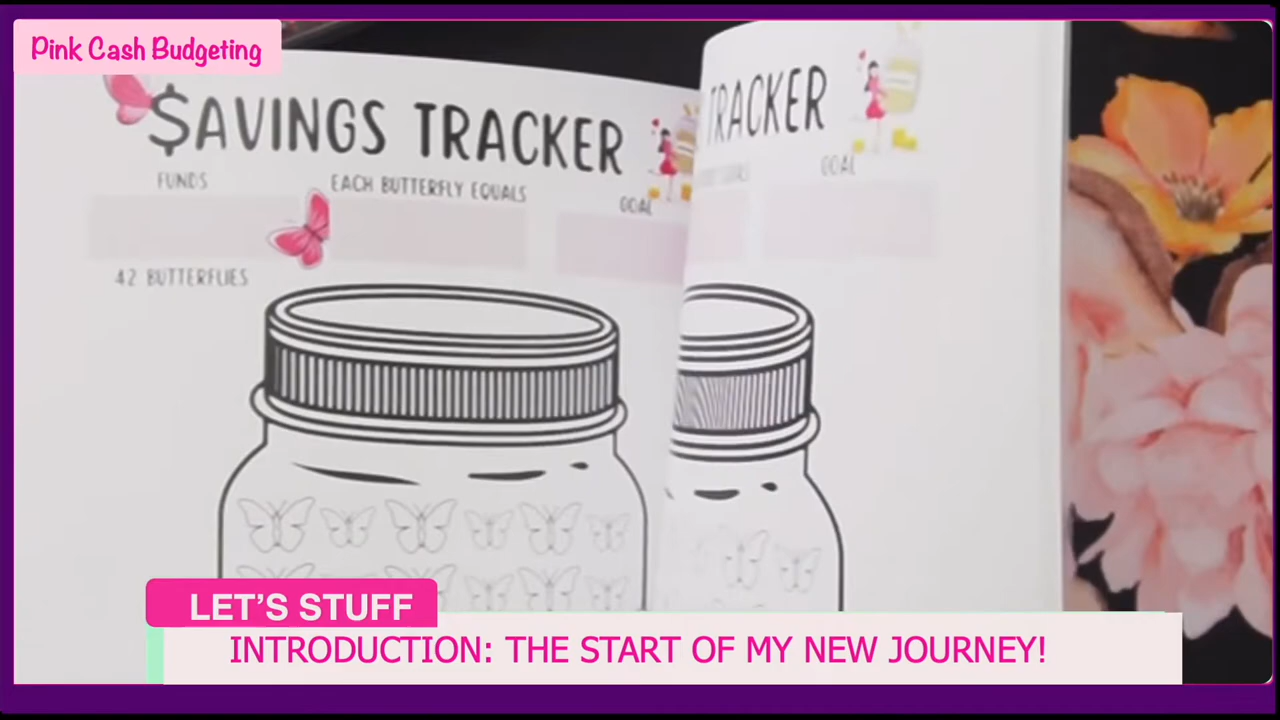 Pink Cash Budgeting
$AVINGS TRACKER
FUNDS
EACH BUTTERFLY EQUALS
GOAL
42 BUTTERFLIES
TRACKER
EQUALS
GOAL
LET'S STUFF
INTRODUCTION: THE START OF MY NEW JOURNEY!